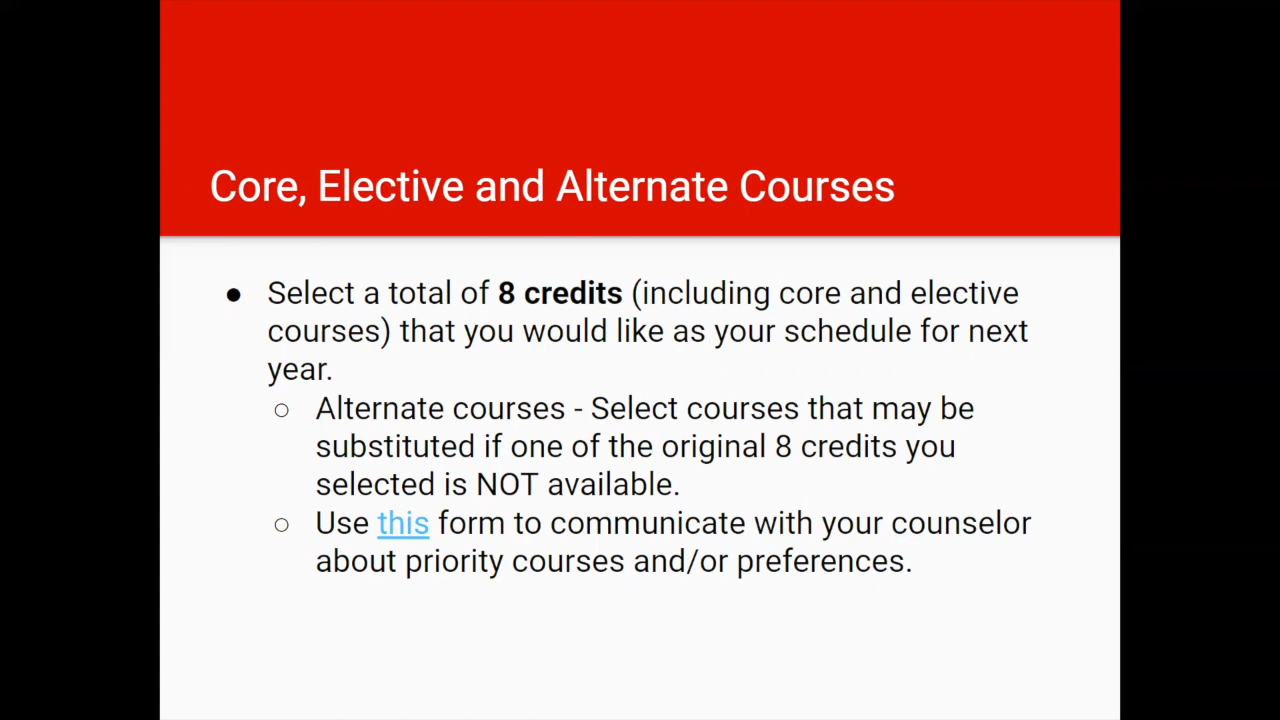 Core, Elective and Alternate Courses
● Select a total of 8 credits (including core and elective
courses) that you would like as your schedule for next
year.
○ Alternate courses - Select courses that may be
substituted if one of the original 8 credits you
selected is NOT available.
○ Use this form to communicate with your counselor
about priority courses and/or preferences.